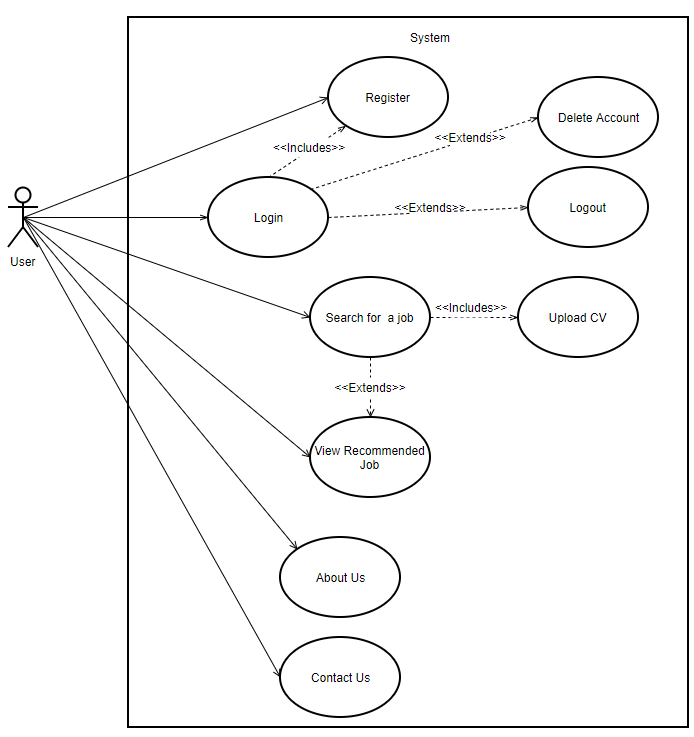 System
Register
Delete Account
<<Includes>>
<<Extends>>
Login
<<Extends>>
Logout
User
Search for a job
<<Includes>>
Upload CV
<<Extends>>
View Recommended
Job
About Us
Contact Us